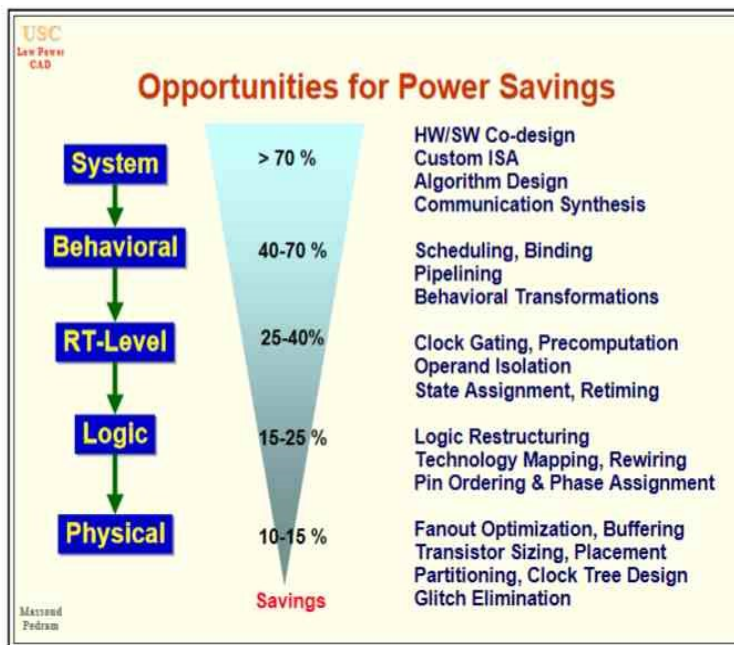 USC
Low Power
CAD
Opportunities for Power Savings
System
> 70 %
HW/SW Co-design
Custom ISA
Algorithm Design
Communication Synthesis
Behavioral
40-70 %
Scheduling, Binding
Pipelining
Behavioral Transformations
RT-Level
25-40%
Clock Gating, Precomputation
Operand Isolation
State Assignment, Retiming
Logic
15-25 %
Logic Restructuring
Technology Mapping, Rewiring
Pin Ordering & Phase Assignment
Physical
10-15 %
Fanout Optimization, Buffering
Transistor Sizing, Placement
Partitioning, Clock Tree Design
Glitch Elimination
Savings
Massoud
Pedram